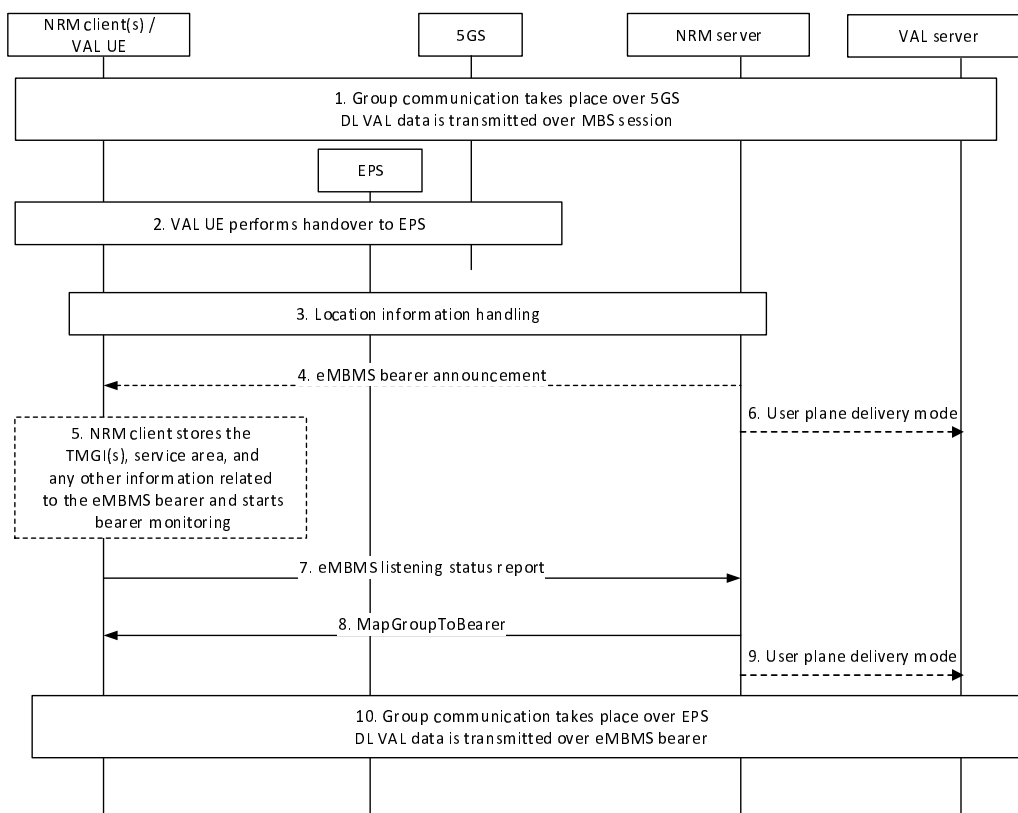 NRM client(s) /
VAL UE
5GS
NRM server
VAL server
1. Group communication takes place over 5GS
DL VAL data is transmitted over MBS session
EPS
2. VAL UE performs handover to EPS
3. Location information handling
4. eMBMS bearer announcement
6. User plane delivery mode
5. NRM client stores the
TMGI(s), service area, and
any other information related
to the eMBMS bearer and starts
bearer monitoring
7. eMBMS listening status report
8. MapGroupToBearer
9. User plane delivery mode
10. Group communication takes place over EPS
DL VAL data is transmitted over eMBMS bearer